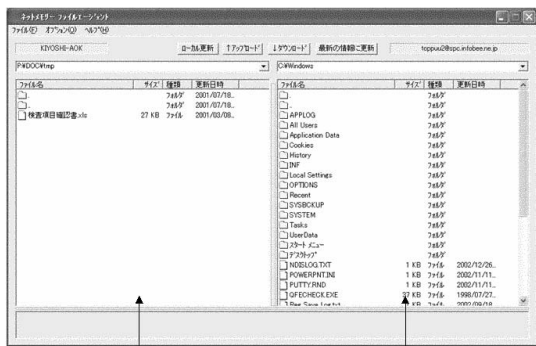 ネットメモリー ファイルエージェント
ファイル(F) オプション(O) ヘルプ(H)
KIYOSHI-AOK ローカル更新 ↑アップロード ↓ダウンロード 最新の情報に更新 toppuu2@spc.infobee.ne.jp
P:¥DOC¥tmp
ファイル名 サイズ 種類 更新日時
. フォルダ 2001/07/18...
.. フォルダ 2001/07/18...
検査項目確認書.xls 27 KB ファイル 2001/03/08...
C:¥Windows
ファイル名 サイズ 種類 更新日時
. フォルダ
.. フォルダ
APPLOG フォルダ
All Users フォルダ
Application Data フォルダ
Cookies フォルダ
History フォルダ
INF フォルダ
Local Settings フォルダ
OPTIONS フォルダ
Recent フォルダ
SYSBCKUP フォルダ
SYSTEM フォルダ
Tasks フォルダ
UserData フォルダ
スタート メニュー フォルダ
デスクトップ フォルダ
NDISLOG.TXT 1 KB ファイル 2002/12/26...
POWERPNT.INI 1 KB ファイル 2002/11/11...
PUTTY.RND 1 KB ファイル 2002/11/11...
QFECHECK.EXE 37 KB ファイル 1998/07/27...
KB ファイル 2002/09/18